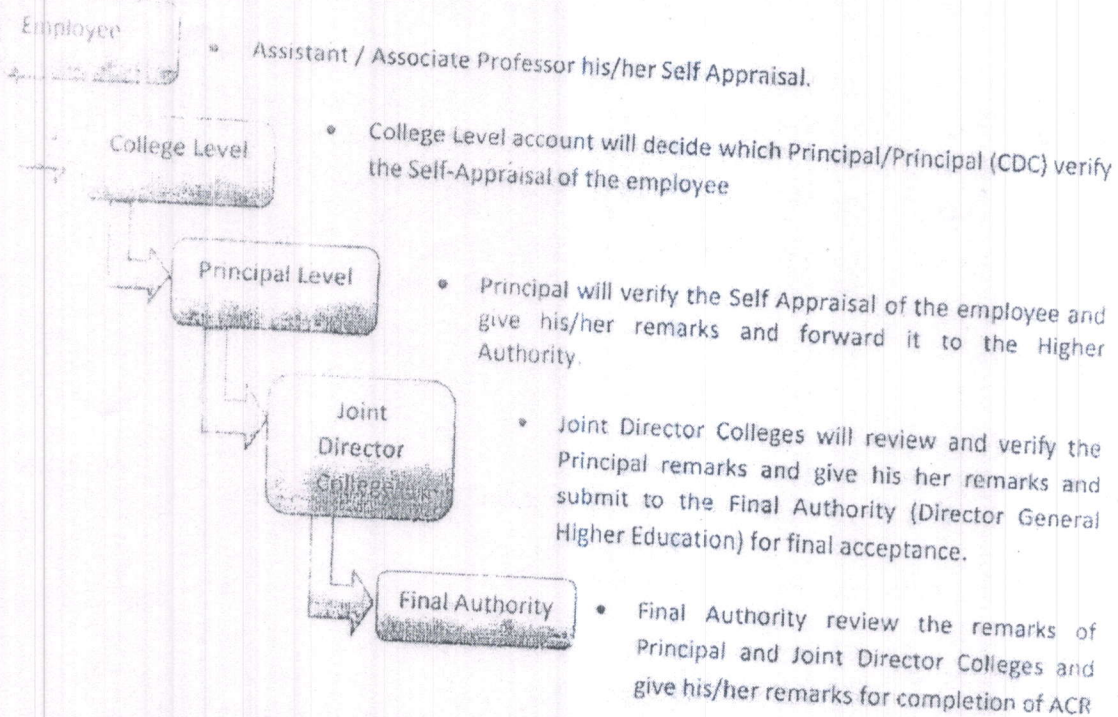 Employee
Assistant / Associate Professor his/her Self Appraisal.
College Level
College Level account will decide which Principal/Principal (CDC) verify
the Self-Appraisal of the employee
Principal Level
Principal will verify the Self Appraisal of the employee and
give his/her remarks and forward it to the Higher
Authority.
Joint
Director
Colleges
Joint Director Colleges will review and verify the
Principal remarks and give his her remarks and
submit to the Final Authority (Director General
Higher Education) for final acceptance.
Final Authority
Final Authority review the remarks of
Principal and Joint Director Colleges and
give his/her remarks for completion of ACR